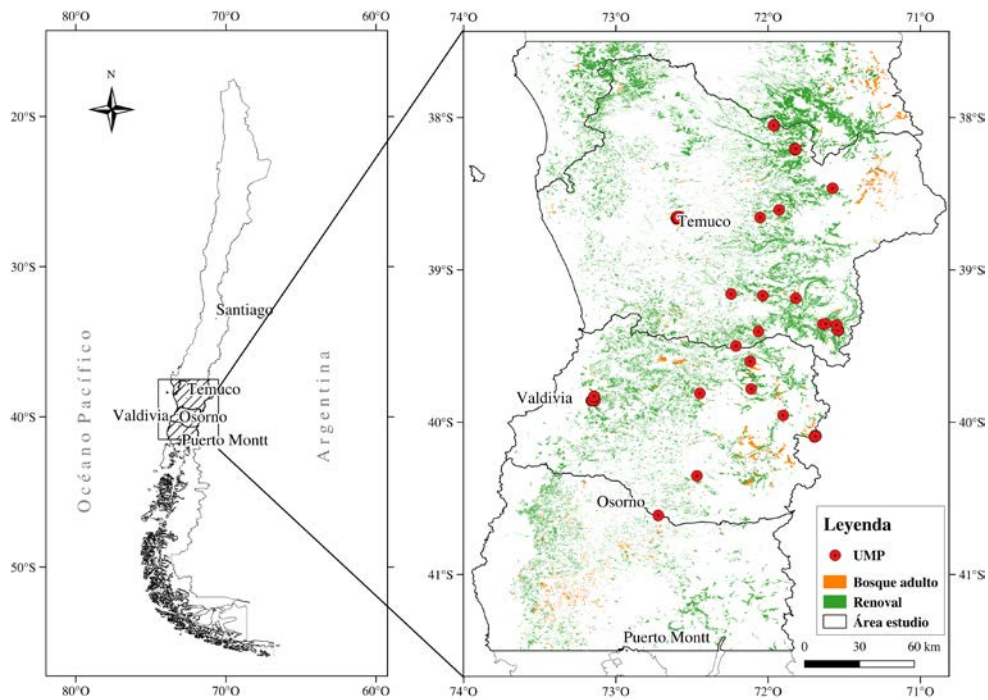 80°O
70°O
60°O
74°O
73°O
72°O
71°O
N
20°S
30°S
40°S
50°S
Santiago
Temuco
Valdivia
Osorno
Puerto Montt
Océano Pacífico
Argentina
80°O
70°O
60°O
38°S
39°S
40°S
41°S
Temuco
Valdivia
Osorno
Puerto Montt
38°S
39°S
40°S
41°S
Leyenda
UMP
Bosque adulto
Renoval
Área estudio
0 30 60 km
74°O
73°O
72°O
71°O